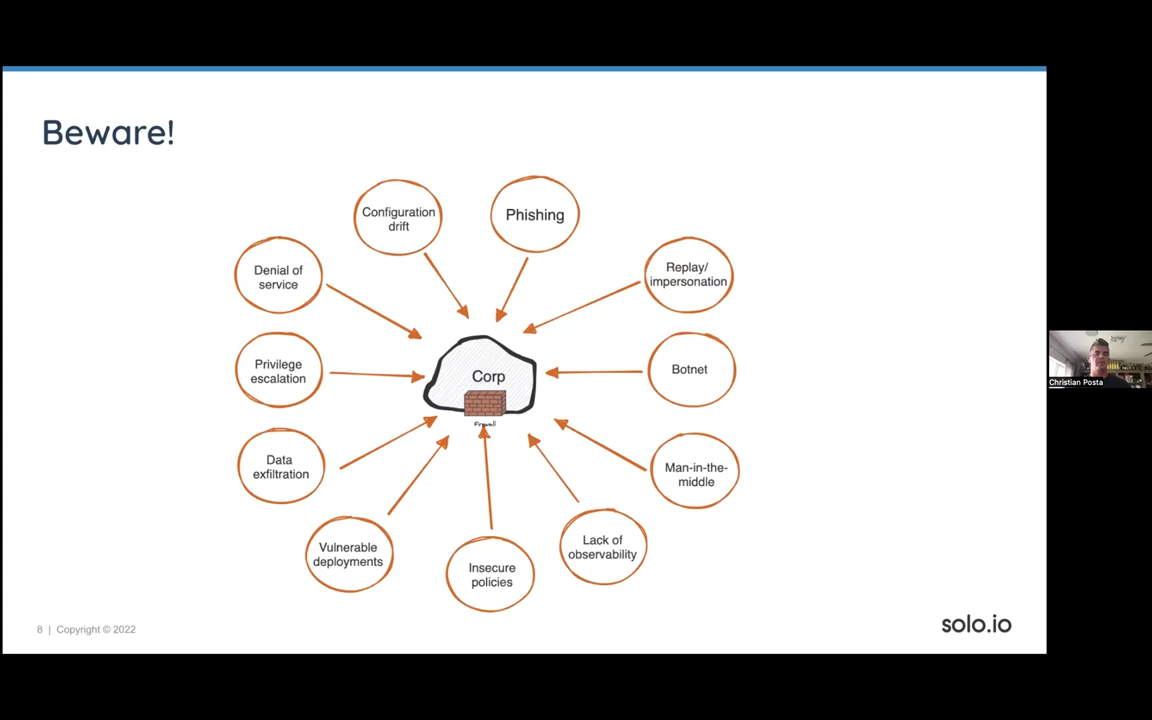 Beware!
Configuration
drift
Phishing
Denial of
service
Replay/
impersonation
Privilege
escalation
Corp
Botnet
Firewall
Data
exfiltration
Man-in-the-
middle
Vulnerable
deployments
Insecure
policies
Lack of
observability
8 | Copyright © 2022
solo.io
Christian Posta